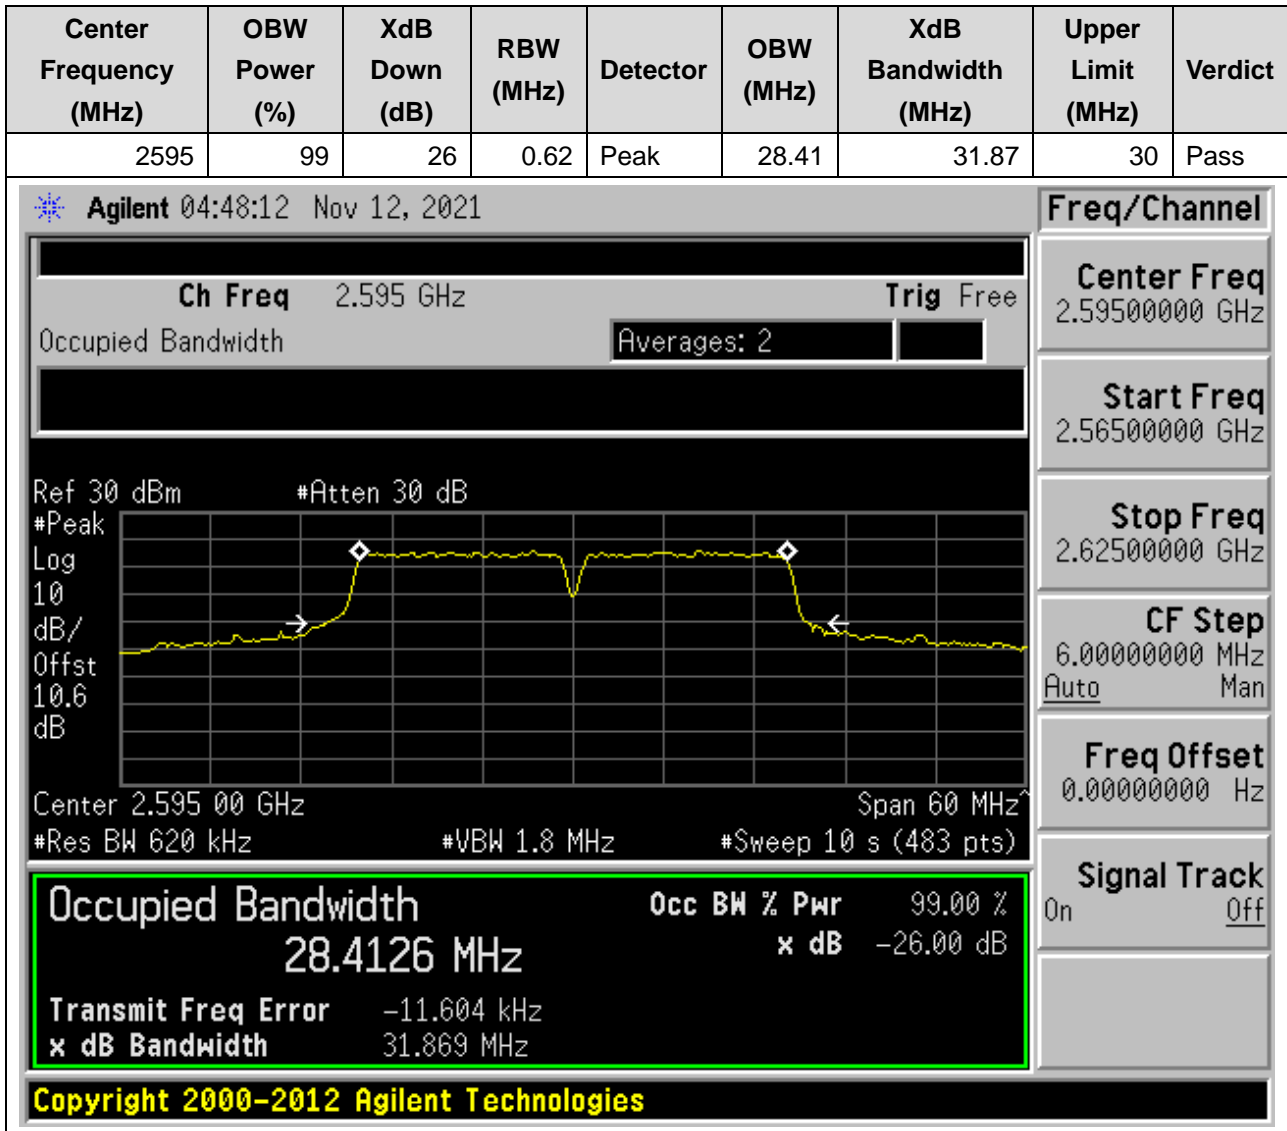 Center Frequency (MHz) OBW Power (%) XdB Down (dB) RBW (MHz) Detector OBW (MHz) XdB Bandwidth (MHz) Upper Limit (MHz) Verdict
2595 99 26 0.62 Peak 28.41 31.87 30 Pass
Agilent 04:48:12 Nov 12, 2021
Freq/Channel
Ch Freq 2.595 GHz Trig Free
Occupied Bandwidth Averages: 2
Center Freq
2.59500000 GHz
Start Freq
2.56500000 GHz
Stop Freq
2.62500000 GHz
CF Step
6.00000000 MHz
Auto Man
Freq Offset
0.00000000 Hz
Signal Track
On Off
Ref 30 dBm #Atten 30 dB
#Peak
Log
10
dB/
Offst
10.6
dB
Center 2.595 00 GHz Span 60 MHz^
#Res BW 620 kHz #VBW 1.8 MHz #Sweep 10 s (483 pts)
Occupied Bandwidth Occ BW % Pwr 99.00 %
28.4126 MHz x dB -26.00 dB
Transmit Freq Error -11.604 kHz
x dB Bandwidth 31.869 MHz
Copyright 2000-2012 Agilent Technologies